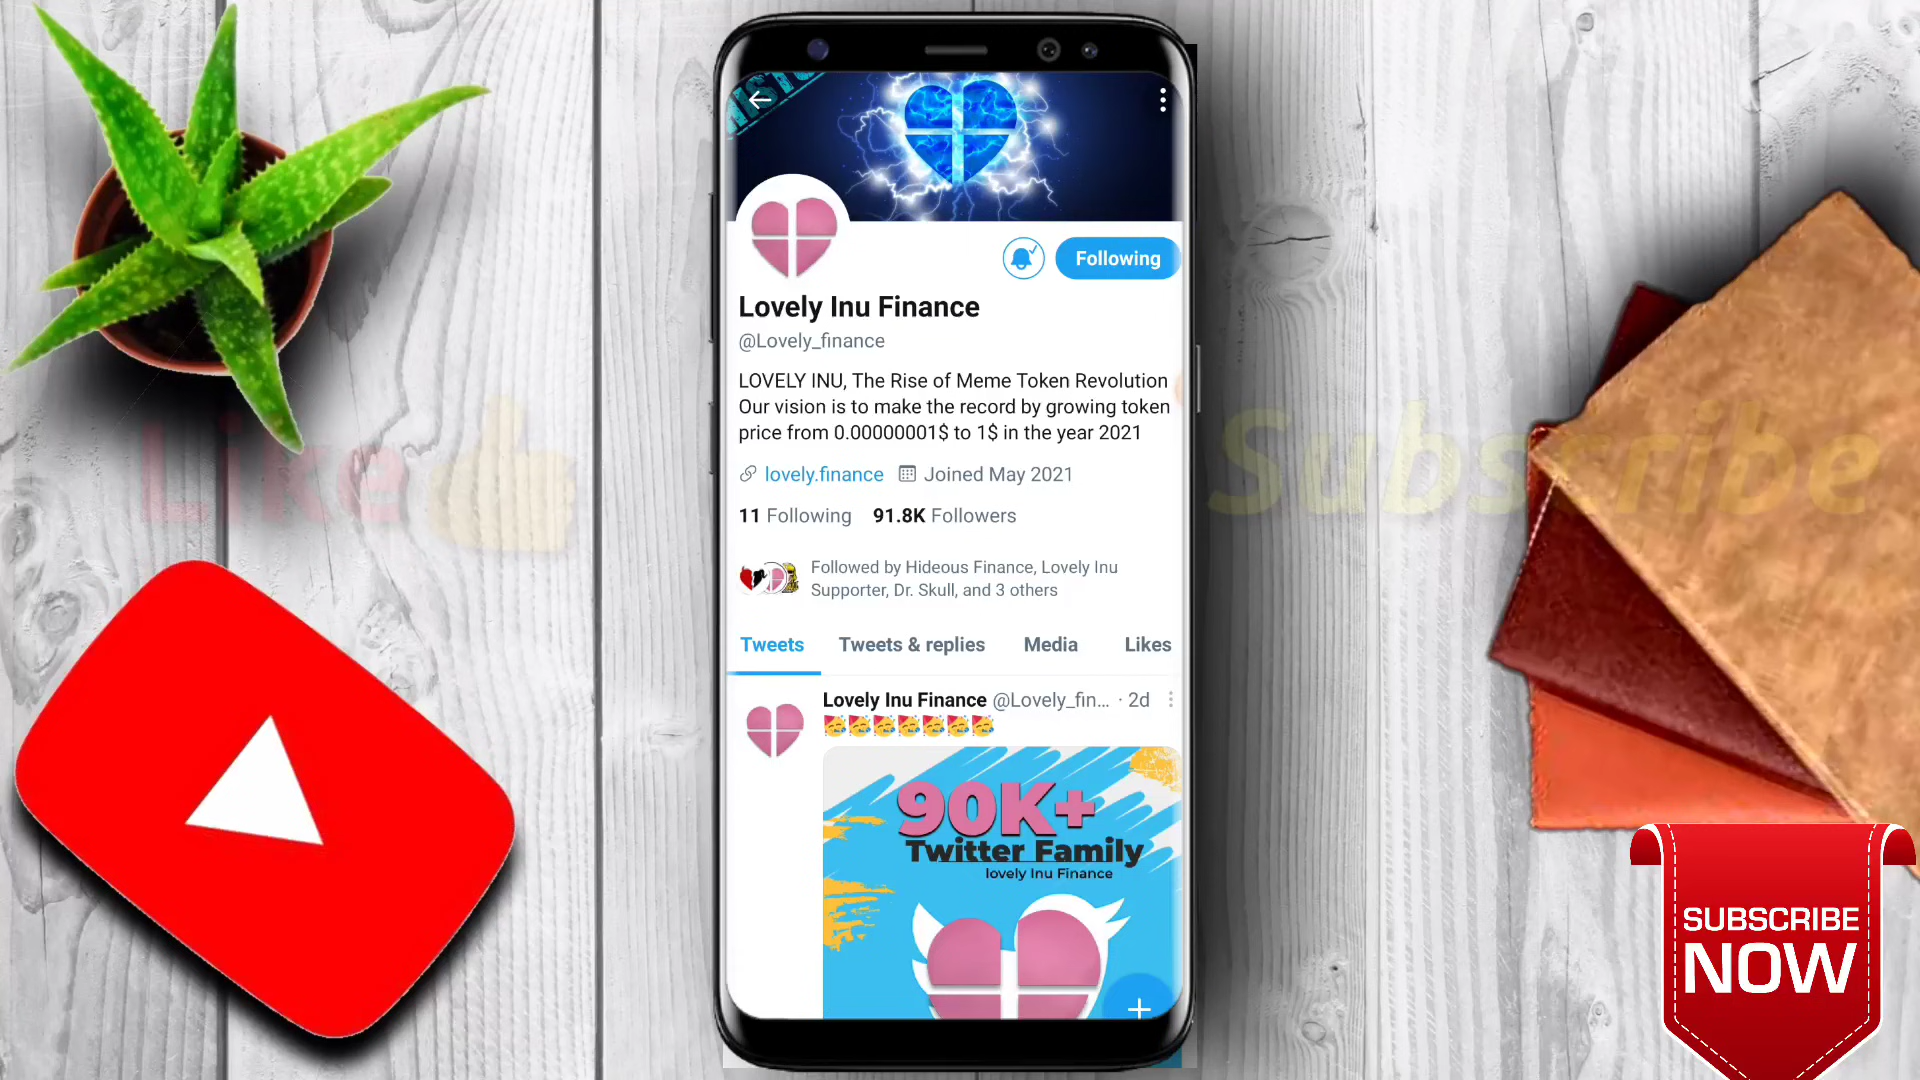 Following
Lovely Inu Finance
@Lovely_finance
LOVELY INU, The Rise of Meme Token Revolution
Our vision is to make the record by growing token
price from 0.00000001$ to 1$ in the year 2021
lovely.finance Joined May 2021
11 Following 91.8K Followers
Followed by Hideous Finance, Lovely Inu
Supporter, Dr. Skull, and 3 others
Tweets Tweets & replies Media Likes
Lovely Inu Finance @Lovely_fin... · 2d
90K+
Twitter Family
lovely Inu Finance
Like
Subscribe
SUBSCRIBE
NOW